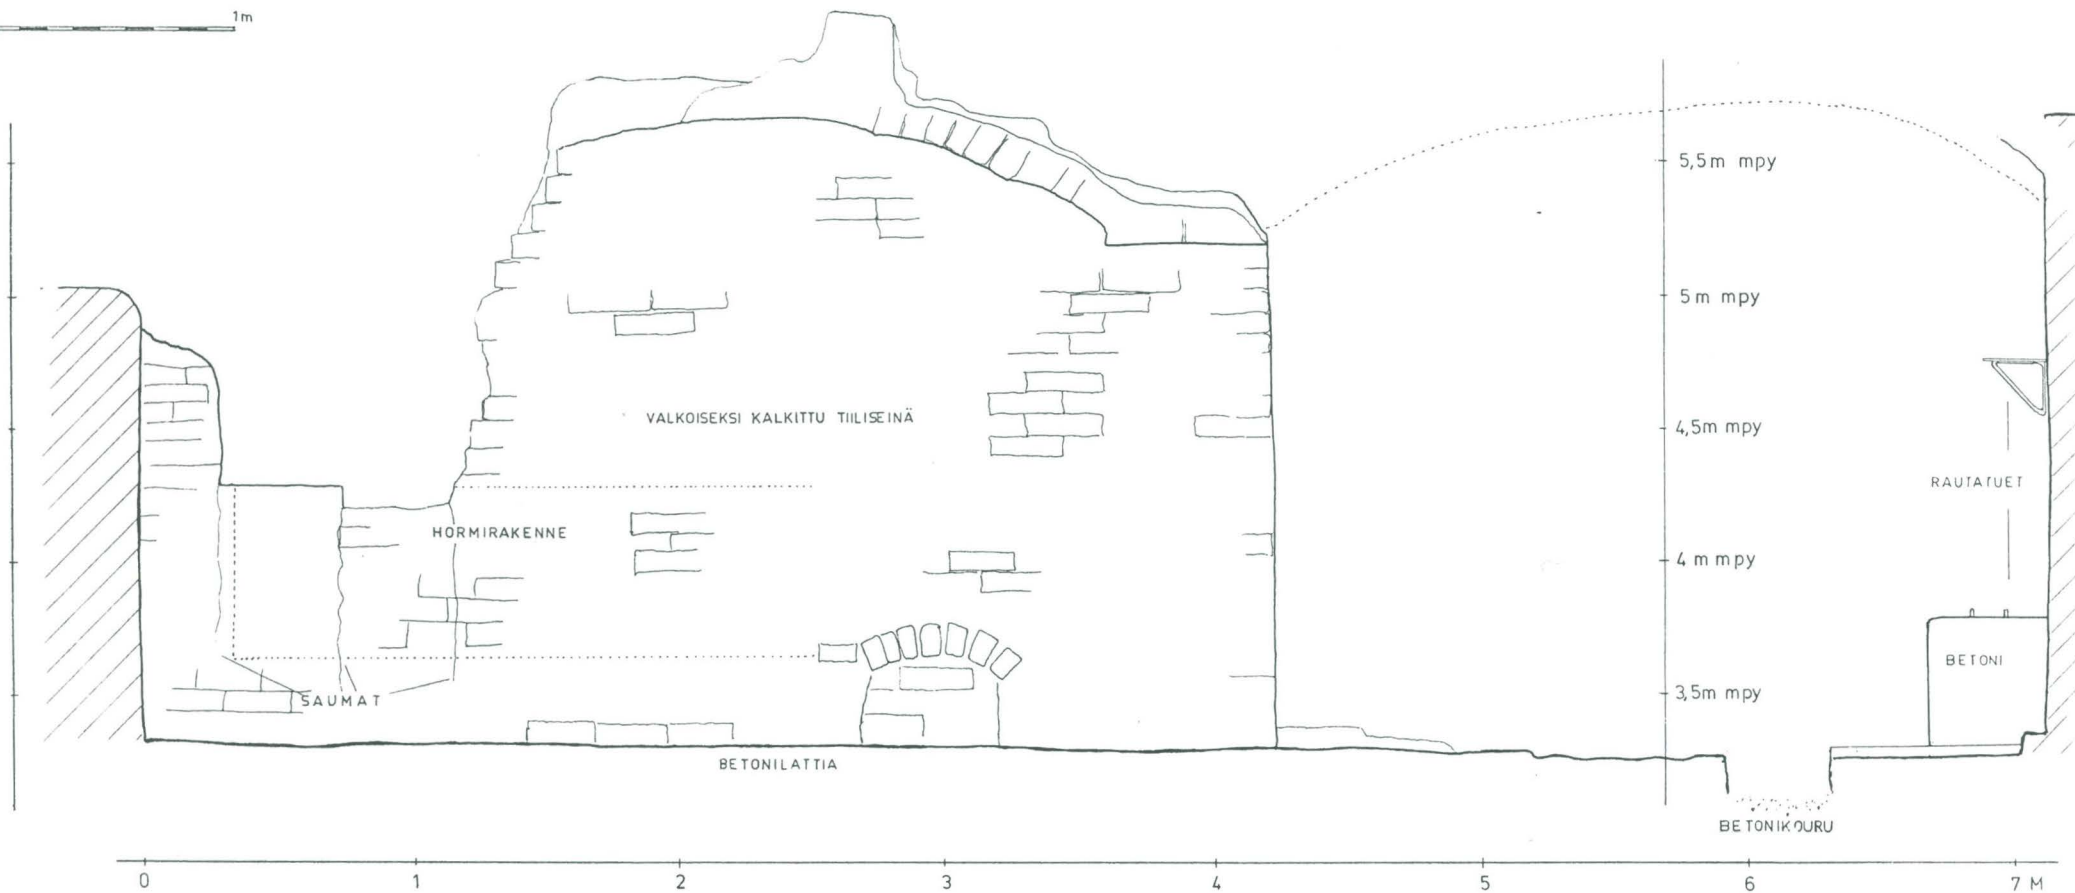 1m
5,5m mpy
5 m mpy
VALKOISEKSI KALKITTU TIILISEINÄ
4,5m mpy
RAUTATUET
HORMIRAKENNE
4 m mpy
BETONI
SAUMAT
3,5m mpy
BETONILATTIA
BETONIKOURU
0 1 2 3 4 5 6 7 M